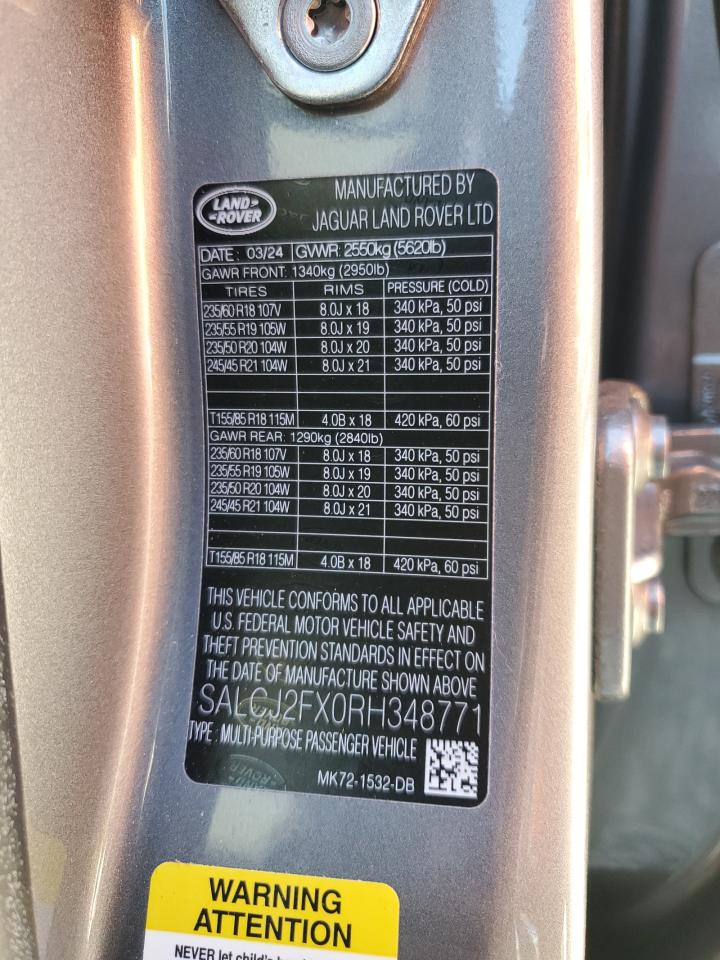 LAND-
-ROVER
MANUFACTURED BY
JAGUAR LAND ROVER LTD
DATE : 03/24 GVWR: 2550kg (5620lb)
GAWR FRONT: 1340kg (2950lb)
TIRES RIMS PRESSURE (COLD)
235/60 R18 107V 8.0J x 18 340 kPa, 50 psi
235/55 R19 105W 8.0J x 19 340 kPa, 50 psi
235/50 R20 104W 8.0J x 20 340 kPa, 50 psi
245/45 R21 104W 8.0J x 21 340 kPa, 50 psi
T155/85 R18 115M 4.0B x 18 420 kPa, 60 psi
GAWR REAR: 1290kg (2840lb)
235/60 R18 107V 8.0J x 18 340 kPa, 50 psi
235/55 R19 105W 8.0J x 19 340 kPa, 50 psi
235/50 R20 104W 8.0J x 20 340 kPa, 50 psi
245/45 R21 104W 8.0J x 21 340 kPa, 50 psi
T155/85 R18 115M 4.0B x 18 420 kPa, 60 psi
THIS VEHICLE CONFORMS TO ALL APPLICABLE
U.S. FEDERAL MOTOR VEHICLE SAFETY AND
THEFT PREVENTION STANDARDS IN EFFECT ON
THE DATE OF MANUFACTURE SHOWN ABOVE
SALCJ2FX0RH348771
TYPE : MULTI-PURPOSE PASSENGER VEHICLE
MK72-1532-DB
WARNING
ATTENTION
NEVER let child's